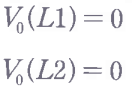 V₀(L1) = 0
V₀(L2) = 0